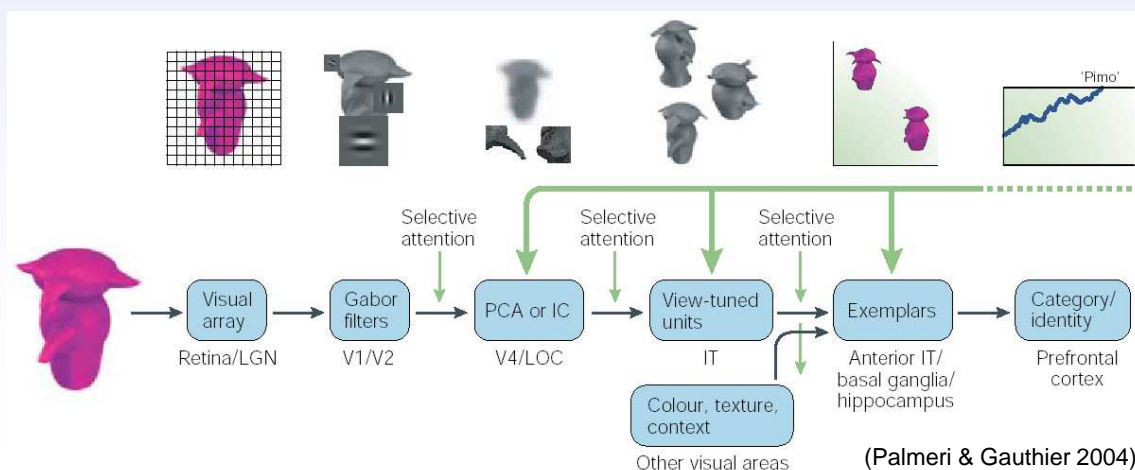 'Pimo'
Selective
attention
Selective
attention
Selective
attention
Visual
array
Gabor
filters
PCA or IC
View-tuned
units
Exemplars
Category/
identity
Retina/LGN
V1/V2
V4/LOC
IT
Anterior IT/
basal ganglia/
hippocampus
Prefrontal
cortex
Colour, texture,
context
Other visual areas
(Palmeri & Gauthier 2004)